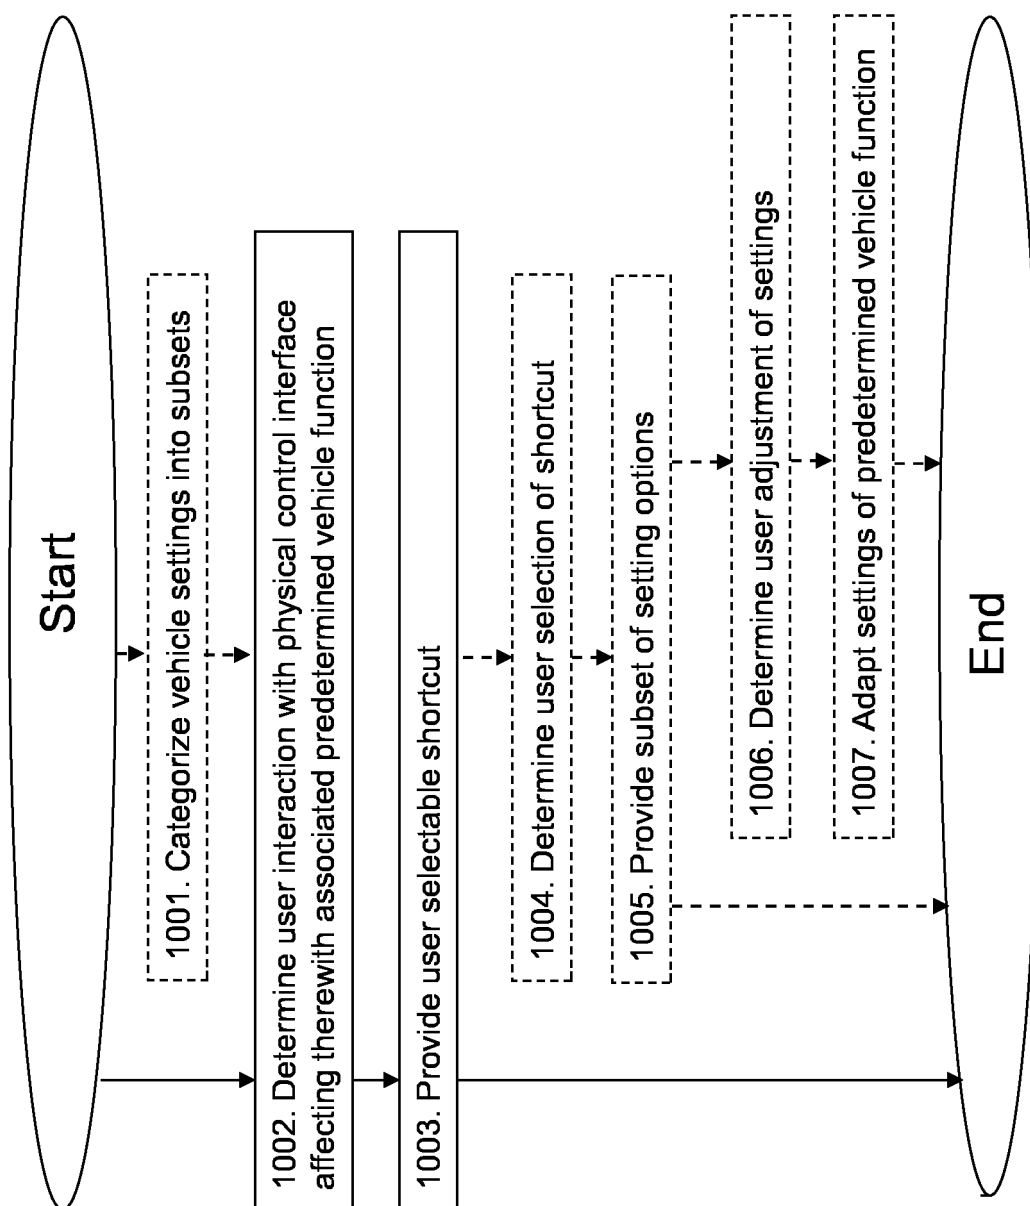 Start
1001. Categorize vehicle settings into subsets
1002. Determine user interaction with physical control interface
affecting therewith associated predetermined vehicle function
1003. Provide user selectable shortcut
1004. Determine user selection of shortcut
1005. Provide subset of setting options
1006. Determine user adjustment of settings
1007. Adapt settings of predetermined vehicle function
End